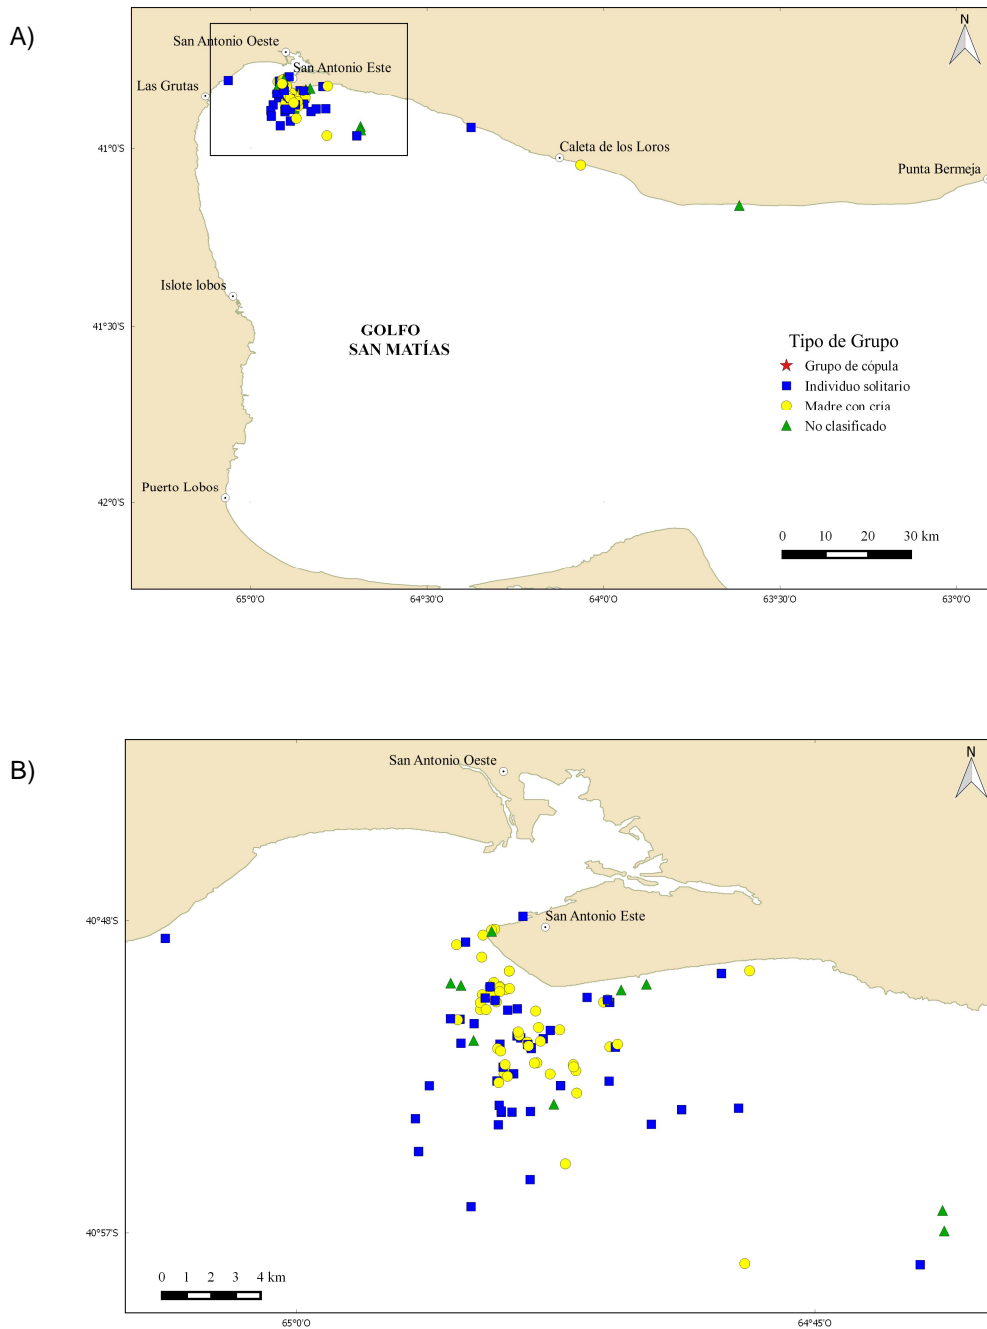 A)
N
San Antonio Oeste
San Antonio Este
Las Grutas
41°0'S
Caleta de los Loros
Punta Bermeja
Islote lobos
41°30'S
GOLFO
SAN MATÍAS
Tipo de Grupo
Grupo de cópula
Individuo solitario
Madre con cría
No clasificado
Puerto Lobos
42°0'S
0 10 20 30 km
65°0'O 64°30'O 64°0'O 63°30'O 63°0'O
B)
N
San Antonio Oeste
40°48'S
San Antonio Este
40°57'S
0 1 2 3 4 km
65°0'O 64°45'O